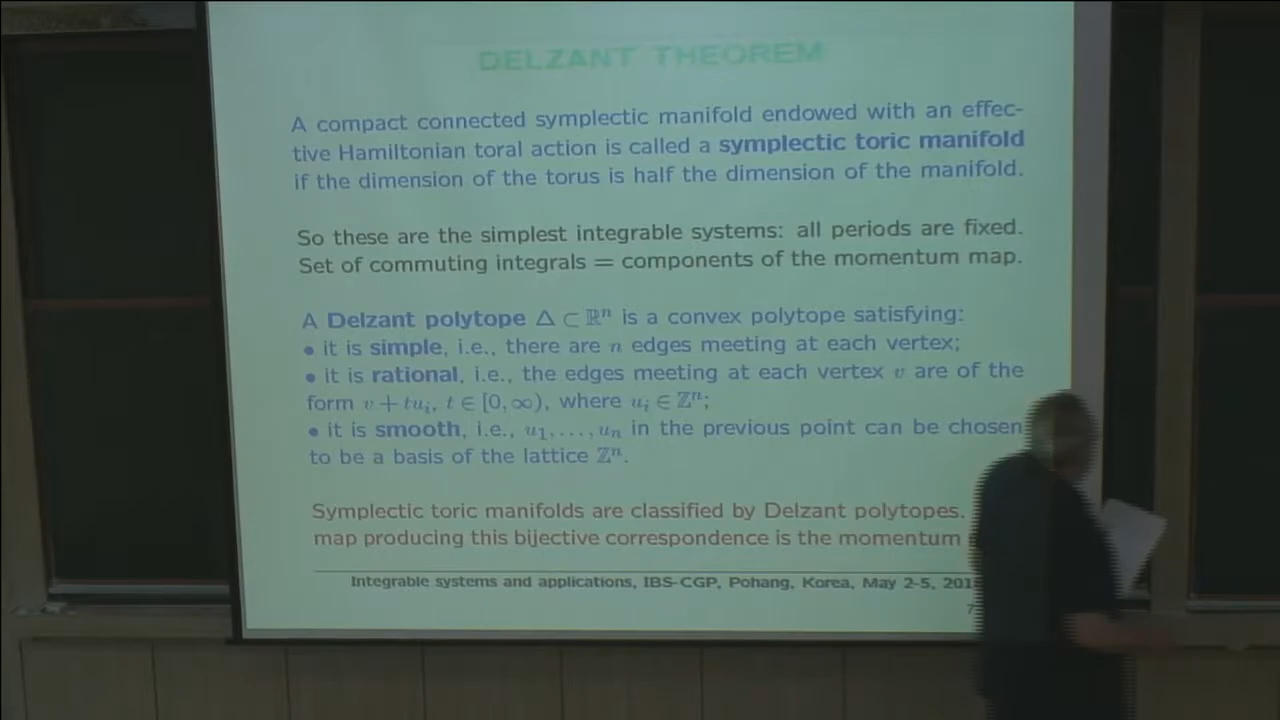 DELZANT THEOREM
A compact connected symplectic manifold endowed with an effec-
tive Hamiltonian toral action is called a symplectic toric manifold
if the dimension of the torus is half the dimension of the manifold.
So these are the simplest integrable systems: all periods are fixed.
Set of commuting integrals = components of the momentum map.
A Delzant polytope Δ ⊂ ℝⁿ is a convex polytope satisfying:
• it is simple, i.e., there are n edges meeting at each vertex;
• it is rational, i.e., the edges meeting at each vertex v are of the
form v + tuᵢ, t ∈ [0, ∞), where uᵢ ∈ ℤⁿ;
• it is smooth, i.e., u₁, . . . , uₙ in the previous point can be chosen
to be a basis of the lattice ℤⁿ.
Symplectic toric manifolds are classified by Delzant polytopes.
map producing this bijective correspondence is the momentum
Integrable systems and applications, IBS-CGP, Pohang, Korea, May 2-5, 201
7